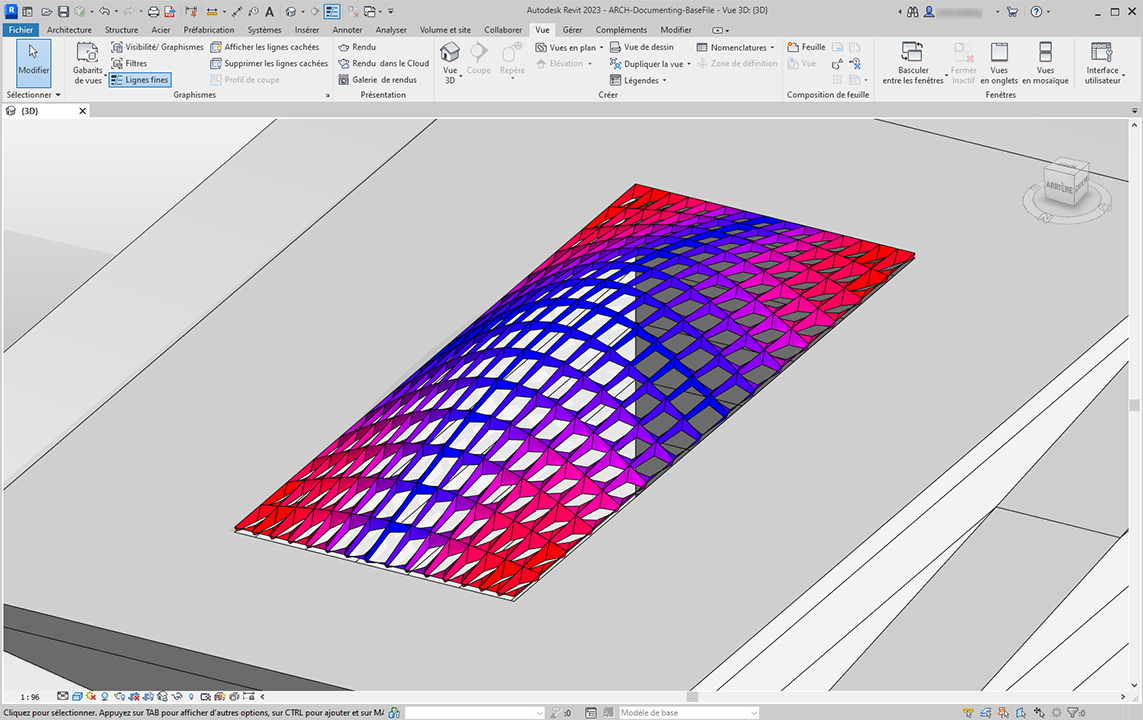 Autodesk Revit 2023 - ARCH-Documenting-BaseFile - Vue 3D: {3D}
Fichier Architecture Structure Acier Préfabrication Systèmes Insérer Annoter Analyser Volume et site Collaborer Vue Gérer Compléments Modifier
Modifier
Sélectionner
Gabarits
de vues
Visibilité/ Graphismes
Filtres
Lignes fines
Afficher les lignes cachées
Supprimer les lignes cachées
Profil de coupe
Graphismes
Rendu
Rendu dans le Cloud
Galerie de rendus
Présentation
Vue
3D
Coupe
Repère
Vues en plan
Élévation
Vue de dessin
Dupliquer la vue
Légendes
Nomenclatures
Zone de définition
Créer
Feuille
Vue
Composition de feuille
Basculer
entre les fenêtres
Fermer
Inactif
Vues
en onglets
Vues
en mosaïque
Fenêtres
Interface
utilisateur
{3D}
ARRIÈRE
1 : 96
Cliquez pour sélectionner. Appuyez sur TAB pour afficher d'autres options, sur CTRL pour ajouter et sur MA
:0
Modèle de base
:0